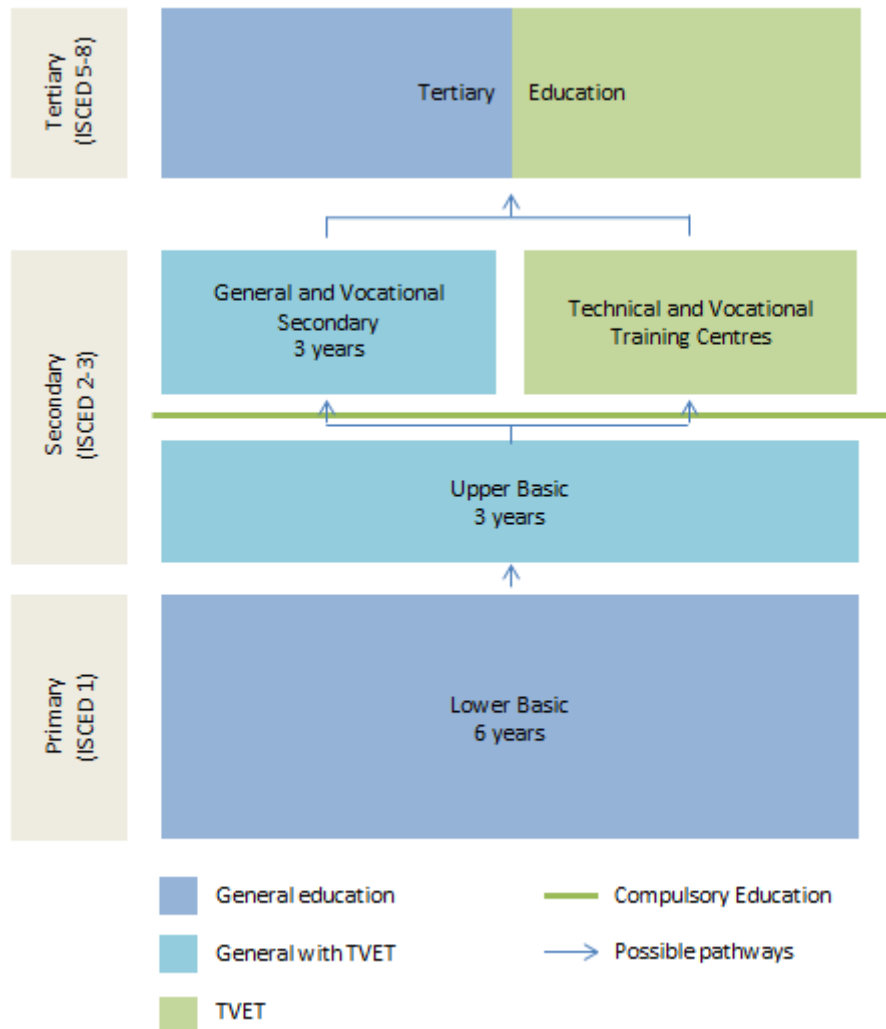 Tertiary
(ISCED 5-8)
Tertiary Education
Secondary
(ISCED 2-3)
General and Vocational
Secondary
3 years
Technical and Vocational
Training Centres
Upper Basic
3 years
Primary
(ISCED 1)
Lower Basic
6 years
General education
Compulsory Education
General with TVET
Possible pathways
TVET